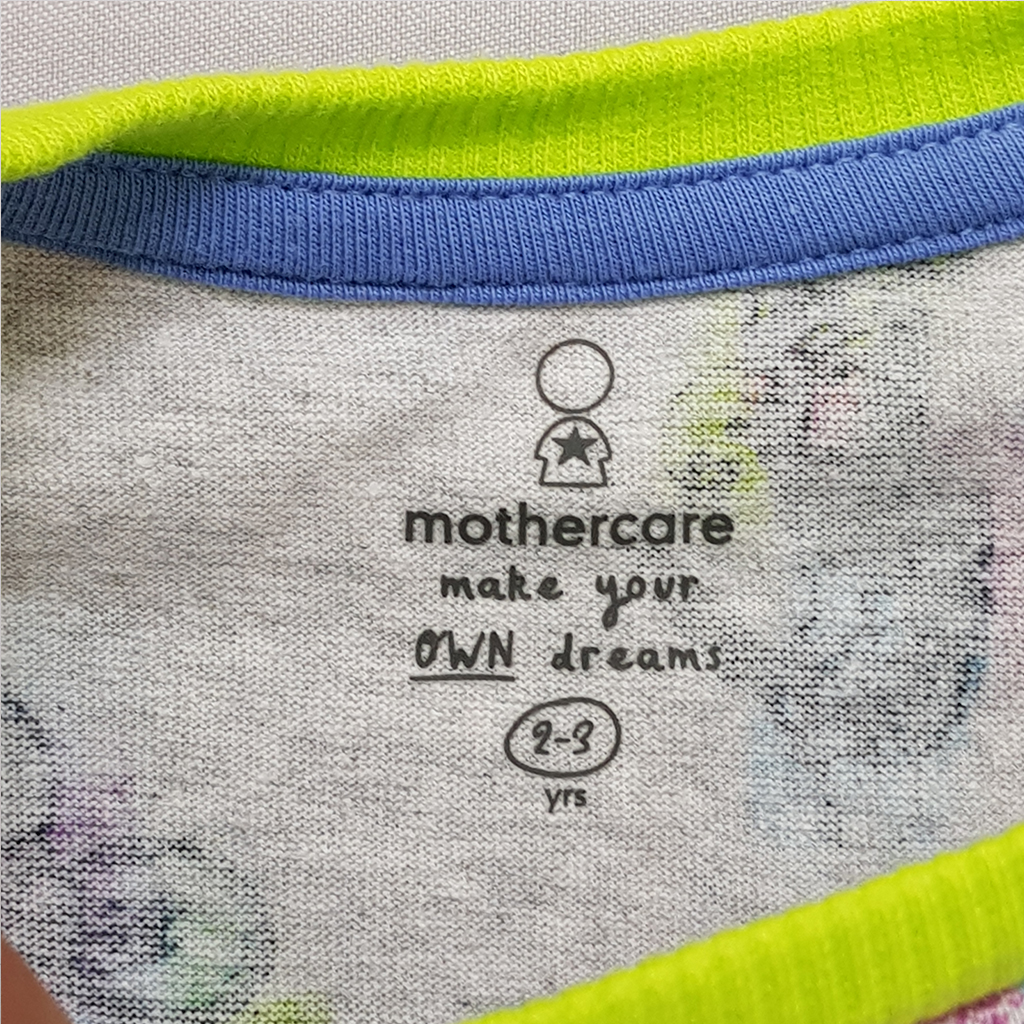 mothercare
make your
OWN dreams
2-3
yrs